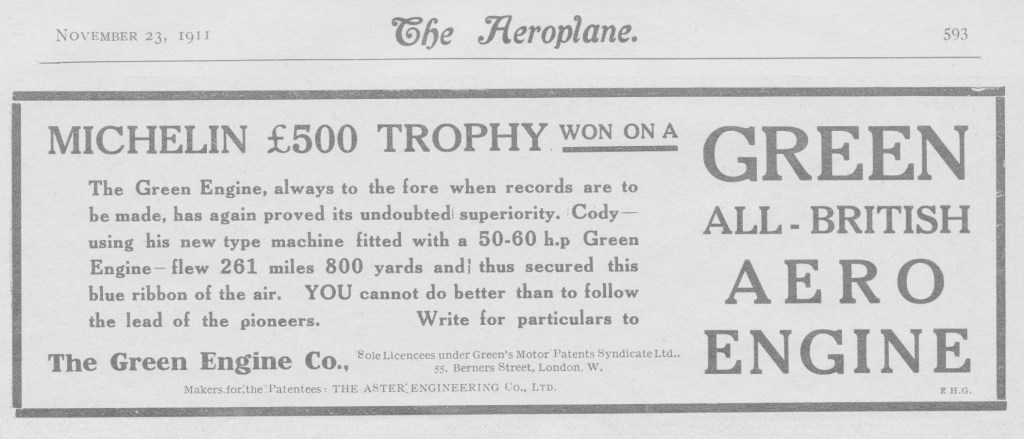 NOVEMBER 23, 1911 The Aeroplane. 593
MICHELIN £500 TROPHY WON ON A
The Green Engine, always to the fore when records are to
be made, has again proved its undoubted superiority. Cody—
using his new type machine fitted with a 50-60 h.p Green
Engine—flew 261 miles 800 yards and thus secured this
blue ribbon of the air. YOU cannot do better than to follow
the lead of the pioneers. Write for particulars to
The Green Engine Co.,
Sole Licencees under Green's Motor Patents Syndicate Ltd.,
55, Berners Street, London, W.
Makers for the Patentees: THE ASTER ENGINEERING Co., LTD.
GREEN
ALL-BRITISH
AERO
ENGINE
E H.G.